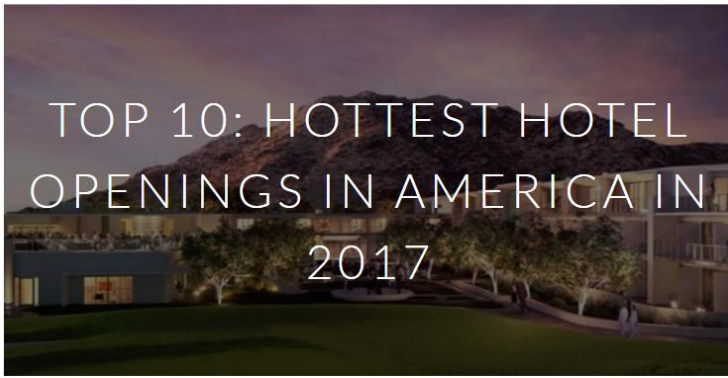 TOP 10: HOTTEST HOTEL
OPENINGS IN AMERICA IN
2017